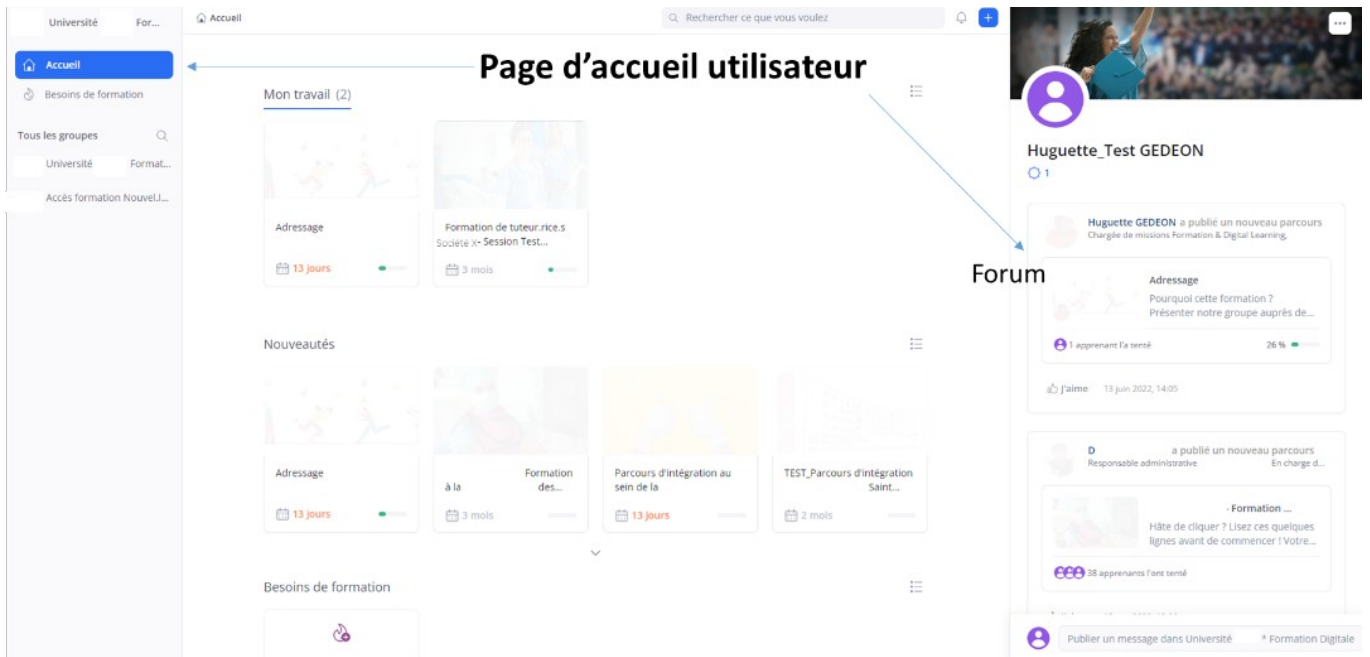 Université For...
Accueil
Besoins de formation
Tous les groupes
Université Format...
Accès formation Nouvel.l...
Accueil
Rechercher ce que vous voulez
Page d’accueil utilisateur
Mon travail (2)
Adressage
13 jours
Formation de tuteur.rice.s
Société X- Session Test...
3 mois
Nouveautés
Adressage
13 jours
Formation
à la des...
3 mois
Parcours d'intégration au
sein de la
13 jours
TEST_Parcours d'intégration
Saint...
2 mois
Besoins de formation
Huguette_Test GEDEON
1
Forum
Huguette GEDEON a publié un nouveau parcours
Chargée de missions Formation & Digital Learning,
Adressage
Pourquoi cette formation ?
Présenter notre groupe auprès de...
1 apprenant l'a tenté
26 %
J'aime 13 juin 2022, 14:05
D a publié un nouveau parcours
Responsable administrative En charge d...
- Formation ...
Hâte de cliquer ? Lisez ces quelques
lignes avant de commencer ! Votre...
38 apprenants l'ont tenté
Publier un message dans Université * Formation Digitale